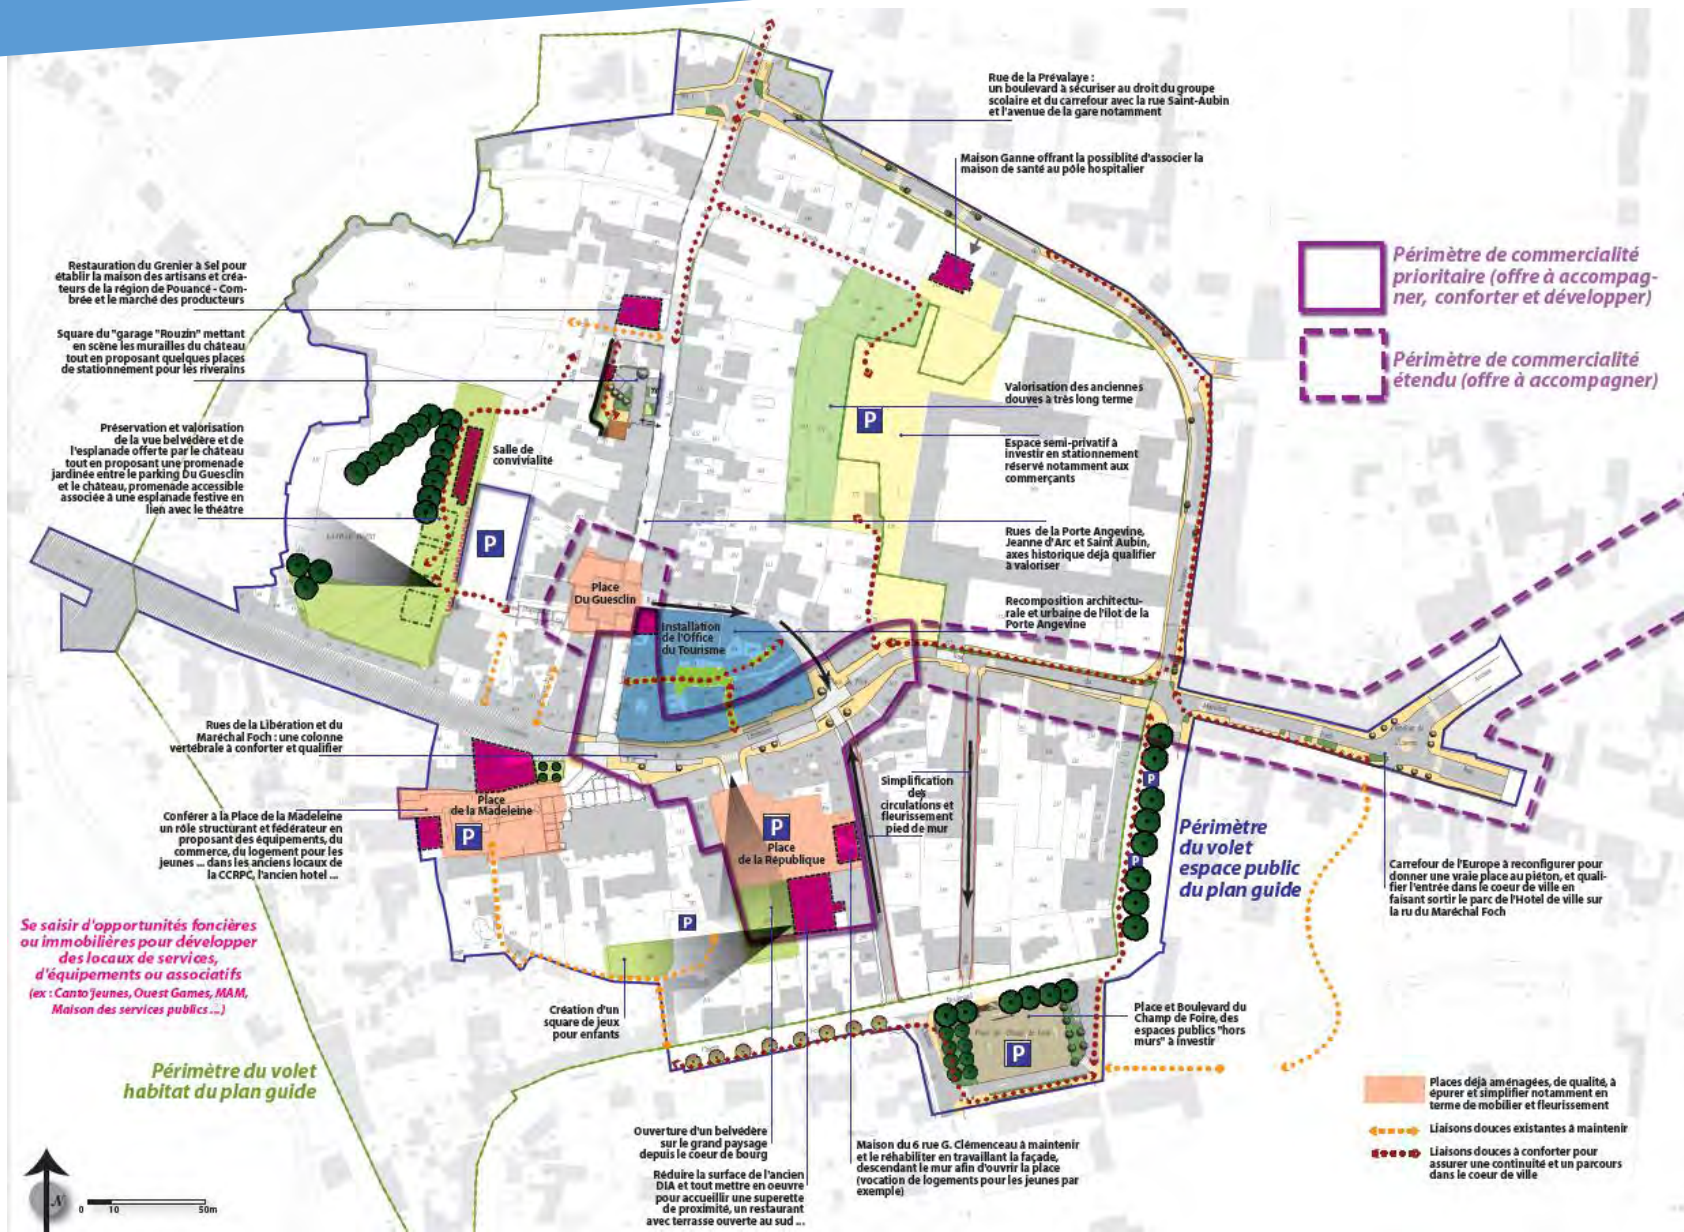 Rue de la Prévalaye :
un boulevard à sécuriser au droit du groupe
scolaire et du carrefour avec la rue Saint-Aubin
et l'avenue de la gare notamment
Maison Ganne offrant la possiblité d'associer la
maison de santé au pôle hospitalier
Périmètre de commercialité
prioritaire (offre à accompag-
ner, conforter et développer)
Périmètre de commercialité
étendu (offre à accompagner)
Restauration du Grenier à Sel pour
établir la maison des artisans et créa-
teurs de la région de Pouancé - Com-
brée et le marché des producteurs
Square du "garage "Rouzin" mettant
en scène les murailles du château
tout en proposant quelques places
de stationnement pour les riverains
Préservation et valorisation
de la vue belvédère et de
l'esplanade offerte par le château
tout en proposant une promenade
jardinée entre le parking Du Guesclin
et le château, promenade accessible
associée à une esplanade festive en
lien avec le théâtre
Salle de
convivialité
P
P
Valorisation des anciennes
douves à très long terme
Espace semi-privatif à
investir en stationnement
réservé notamment aux
commerçants
Rues de la Porte Angevine,
Jeanne d'Arc et Saint Aubin,
axes historique déjà qualifier
à valoriser
Recomposition architectu-
rale et urbaine de l'îlot de la
Porte Angevine
Place
Du Guesclin
Installation
de l'Office
du Tourisme
Rues de la Libération et du
Maréchal Foch : une colonne
vertébrale à conforter et qualifier
Place
de la Madeleine
P
Conférer à la Place de la Madeleine
un rôle structurant et fédérateur en
proposant des équipements, du
commerce, du logement pour les
jeunes ... dans les anciens locaux de
la CCRPC, l'ancien hotel ...
P
Place
de la République
Simplification
des
circulations et
fleurissement
pied de mur
P
P
P
Périmètre
du volet
espace public
du plan guide
Carrefour de l'Europe à reconfigurer pour
donner une vraie place au piéton, et quali-
fier l'entrée dans le coeur de ville en
faisant sortir le parc de l'Hotel de ville sur
la ru du Maréchal Foch
Se saisir d'opportunités foncières
ou immobilières pour développer
des locaux de services,
d'équipements ou associatifs
(ex : Canto'jeunes, Ouest Games, MAM,
Maison des services publics ...)
Périmètre du volet
habitat du plan guide
Création d'un
square de jeux
pour enfants
Place et Boulevard du
Champ de Foire, des
espaces publics "hors
murs" à investir
P
Ouverture d'un belvédère
sur le grand paysage
depuis le coeur de bourg
Réduire la surface de l'ancien
DIA et tout mettre en oeuvre
pour accueillir une superette
de proximité, un restaurant
avec terrasse ouverte au sud ...
Maison du 6 rue G. Clémenceau à maintenir
et le réhabiliter en travaillant la façade,
descendant le mur afin d'ouvrir la place
(vocation de logements pour les jeunes par
exemple)
Places déjà aménagées, de qualité, à
épurer et simplifier notamment en
terme de mobilier et fleurissement
Liaisons douces existantes à maintenir
Liaisons douces à conforter pour
assurer une continuité et un parcours
dans le coeur de ville
N
0 10 50m